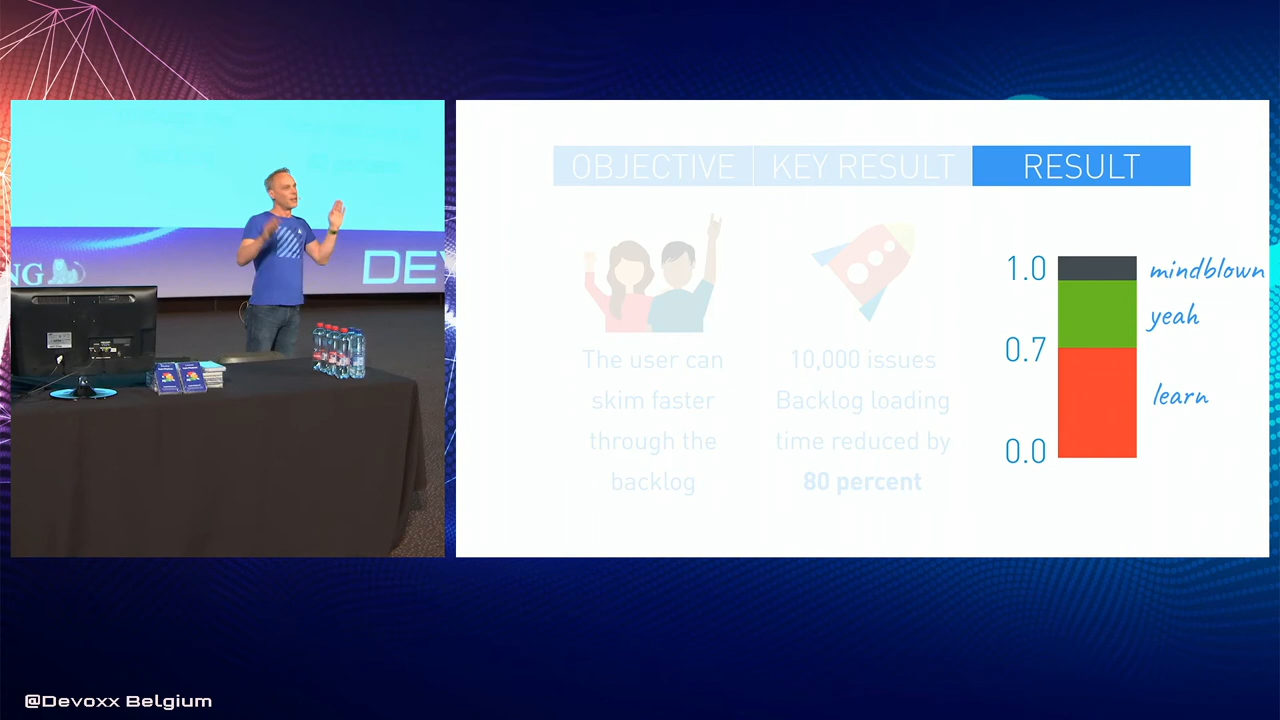 OBJECTIVE
KEY RESULT
RESULT
The user can
skim faster
through the
backlog
10,000 issues
Backlog loading
time reduced by
80 percent
1.0
0.7
0.0
mindblown
yeah
learn
NG
DEV
@Devoxx Belgium